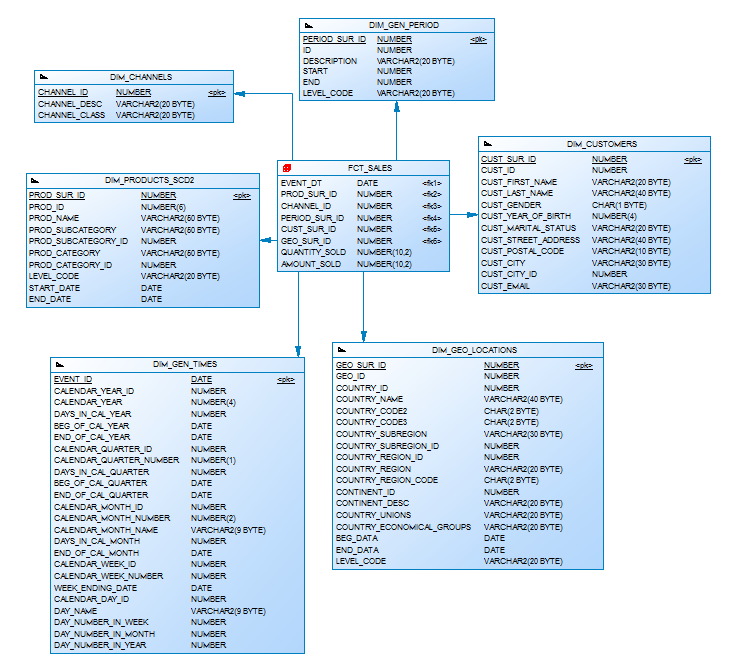 DIM_GEN_PERIOD
PERIOD_SUR_ID NUMBER <pk>
ID NUMBER
DESCRIPTION VARCHAR2(20 BYTE)
START NUMBER
END NUMBER
LEVEL_CODE VARCHAR2(20 BYTE)
DIM_CHANNELS
CHANNEL_ID NUMBER <pk>
CHANNEL_DESC VARCHAR2(20 BYTE)
CHANNEL_CLASS VARCHAR2(20 BYTE)
DIM_CUSTOMERS
CUST_SUR_ID NUMBER <pk>
CUST_ID NUMBER
CUST_FIRST_NAME VARCHAR2(20 BYTE)
CUST_LAST_NAME VARCHAR2(40 BYTE)
CUST_GENDER CHAR(1 BYTE)
CUST_YEAR_OF_BIRTH NUMBER(4)
CUST_MARITAL_STATUS VARCHAR2(20 BYTE)
CUST_STREET_ADDRESS VARCHAR2(40 BYTE)
CUST_POSTAL_CODE VARCHAR2(10 BYTE)
CUST_CITY VARCHAR2(30 BYTE)
CUST_CITY_ID NUMBER
CUST_EMAIL VARCHAR2(30 BYTE)
FCT_SALES
EVENT_DT DATE <fk1>
PROD_SUR_ID NUMBER <fk2>
CHANNEL_ID NUMBER <fk3>
PERIOD_SUR_ID NUMBER <fk4>
CUST_SUR_ID NUMBER <fk5>
GEO_SUR_ID NUMBER <fk6>
QUANTITY_SOLD NUMBER(10,2)
AMOUNT_SOLD NUMBER(10,2)
DIM_PRODUCTS_SCD2
PROD_SUR_ID NUMBER <pk>
PROD_ID NUMBER(6)
PROD_NAME VARCHAR2(50 BYTE)
PROD_SUBCATEGORY VARCHAR2(50 BYTE)
PROD_SUBCATEGORY_ID NUMBER
PROD_CATEGORY VARCHAR2(50 BYTE)
PROD_CATEGORY_ID NUMBER
LEVEL_CODE VARCHAR2(20 BYTE)
START_DATE DATE
END_DATE DATE
DIM_GEN_TIMES
EVENT_ID DATE <pk>
CALENDAR_YEAR_ID NUMBER
CALENDAR_YEAR NUMBER(4)
DAYS_IN_CAL_YEAR NUMBER
BEG_OF_CAL_YEAR DATE
END_OF_CAL_YEAR DATE
CALENDAR_QUARTER_ID NUMBER
CALENDAR_QUARTER_NUMBER NUMBER(1)
DAYS_IN_CAL_QUARTER NUMBER
BEG_OF_CAL_QUARTER DATE
END_OF_CAL_QUARTER DATE
CALENDAR_MONTH_ID NUMBER
CALENDAR_MONTH_NUMBER NUMBER(2)
CALENDAR_MONTH_NAME VARCHAR2(9 BYTE)
DAYS_IN_CAL_MONTH NUMBER
END_OF_CAL_MONTH DATE
CALENDAR_WEEK_ID NUMBER
CALENDAR_WEEK_NUMBER NUMBER
WEEK_ENDING_DATE DATE
CALENDAR_DAY_ID NUMBER
DAY_NAME VARCHAR2(9 BYTE)
DAY_NUMBER_IN_WEEK NUMBER
DAY_NUMBER_IN_MONTH NUMBER
DAY_NUMBER_IN_YEAR NUMBER
DIM_GEO_LOCATIONS
GEO_SUR_ID NUMBER <pk>
GEO_ID NUMBER
COUNTRY_ID NUMBER
COUNTRY_NAME VARCHAR2(40 BYTE)
COUNTRY_CODE2 CHAR(2 BYTE)
COUNTRY_CODE3 CHAR(2 BYTE)
COUNTRY_SUBREGION VARCHAR2(30 BYTE)
COUNTRY_SUBREGION_ID NUMBER
COUNTRY_REGION_ID NUMBER
COUNTRY_REGION VARCHAR2(20 BYTE)
COUNTRY_REGION_CODE CHAR(2 BYTE)
CONTINENT_ID NUMBER
CONTINENT_DESC VARCHAR2(20 BYTE)
COUNTRY_UNIONS VARCHAR2(20 BYTE)
COUNTRY_ECONOMICAL_GROUPS VARCHAR2(20 BYTE)
BEG_DATA DATE
END_DATA DATE
LEVEL_CODE VARCHAR2(20 BYTE)